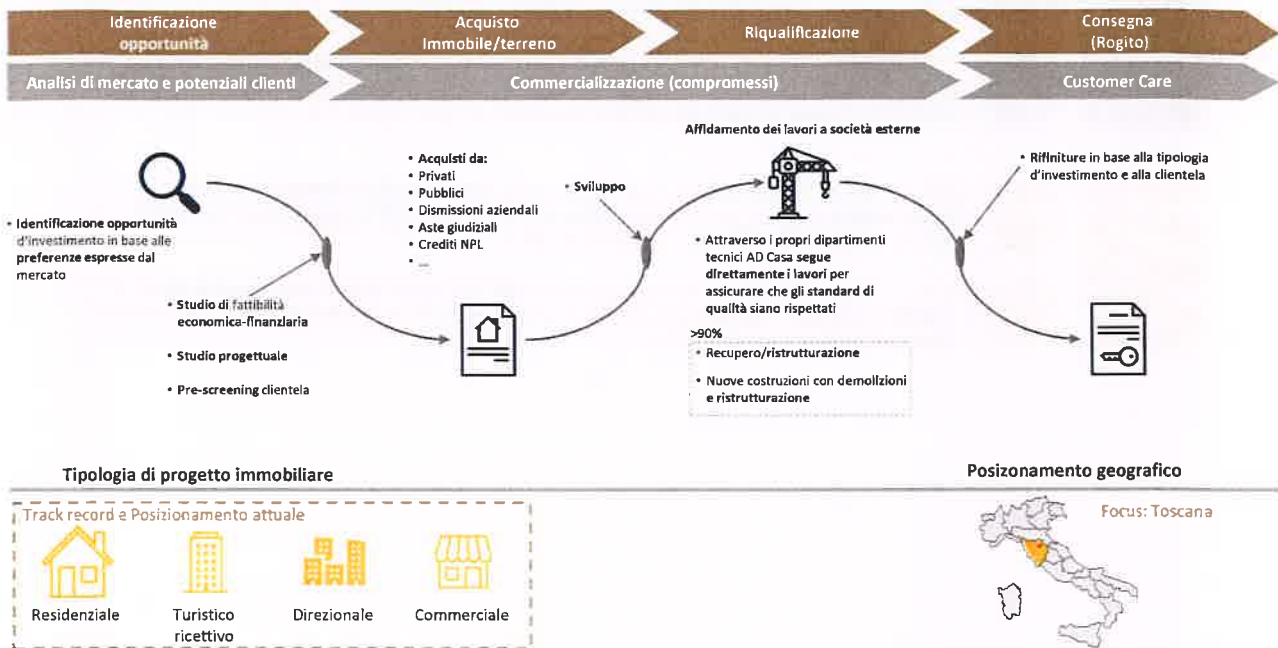 Identificazione
opportunità
Acquisto
Immobile/terreno
Riqualificazione
Consegna
(Rogito)
Analisi di mercato e potenziali clienti
Commercializzazione (compromessi)
Customer Care
• Identificazione opportunità
d'investimento in base alle
preferenze espresse dal
mercato
• Studio di fattibilità
economica-finanziaria
• Studio progettuale
• Pre-screening clientela
• Acquisti da:
• Privati
• Pubblici
• Dismissioni aziendali
• Aste giudiziali
• Crediti NPL
• ...
• Sviluppo
Affidamento dei lavori a società esterne
• Attraverso i propri dipartimenti
tecnici AD Casa segue
direttamente i lavori per
assicurare che gli standard di
qualità siano rispettati
>90%
• Recupero/ristrutturazione
• Nuove costruzioni con demolizioni
e ristrutturazione
• Rifiniture in base alla tipologia
d'investimento e alla clientela
Tipologia di progetto immobiliare
Posizonamento geografico
Track record e Posizionamento attuale
Residenziale
Turistico
ricettivo
Direzionale
Commerciale
Focus: Toscana